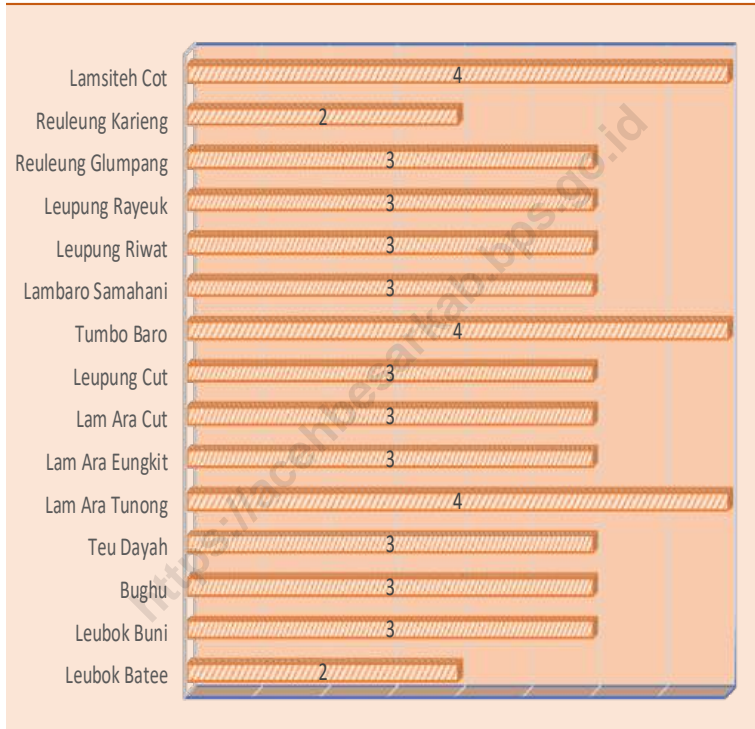 Lamsiteh Cot 4
Reuleung Karieng 2
Reuleung Glumpang 3
Leupung Rayeuk 3
Leupung Riwat 3
Lambaro Samahani 3
Tumbo Baro 4
Leupung Cut 3
Lam Ara Cut 3
Lam Ara Eungkit 3
Lam Ara Tunong 4
Teu Dayah 3
Bughu 3
Leubok Buni 3
Leubok Batee 2
https://acehbesarkab.bps.go.id